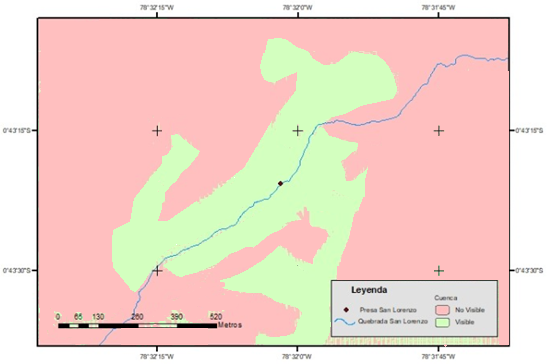 78°32'15"W 78°32'0"W 78°31'45"W
0°43'15"S 0°43'15"S
0°43'30"S 0°43'30"S
Leyenda
Cuenca
Presa San Lorenzo No Visible
Quebrada San Lorenzo Visible
0 65 130 260 390 520
Metros
78°32'15"W 78°32'0"W 78°31'45"W